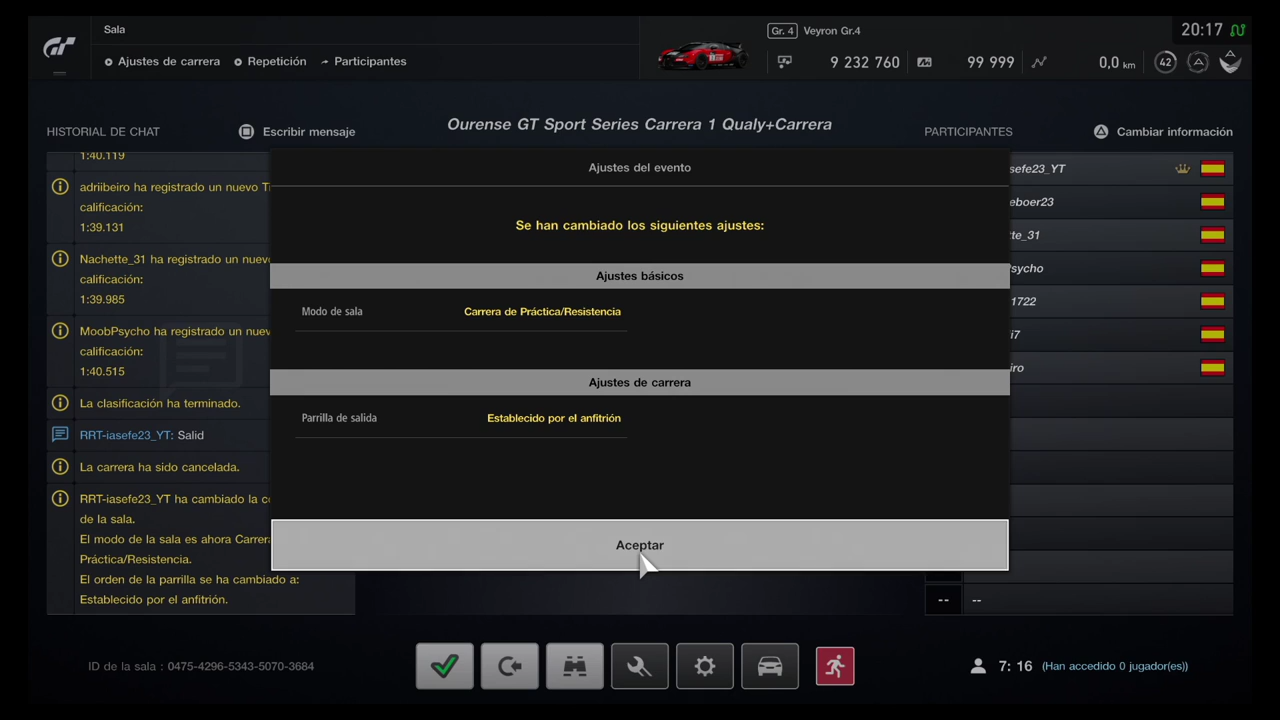 Sala
Gr. 4 Veyron Gr.4
20:17
Ajustes de carrera Repetición Participantes
9 232 760 99 999 0,0 km 42
HISTORIAL DE CHAT Escribir mensaje
Ourense GT Sport Series Carrera 1 Qualy+Carrera
PARTICIPANTES Cambiar información
1:40.119
adriibeiro ha registrado un nuevo
calificación:
1:39.131
Nachette_31 ha registrado un nuevo
calificación:
1:39.985
MoobPsycho ha registrado un
calificación:
1:40.515
La clasificación ha terminado.
RRT-iasefe23_YT: Salid
La carrera ha sido cancelada.
RRT-iasefe23_YT ha cambiado la
de la sala.
El modo de sala es ahora
Práctica/Resistencia.
El orden de la parrilla se ha cambiado a:
Establecido por el anfitrión.
Ajustes del evento
Se han cambiado los siguientes ajustes:
Ajustes básicos
Modo de sala Carrera de Práctica/Resistencia
Ajustes de carrera
Parrilla de salida Establecido por el anfitrión
Aceptar
sefe23_YT
eboer23
te_31
sycho
1722
i7
iro
-- --
ID de la sala : 0475-4296-5343-5070-3684
7: 16 (Han accedido 0 jugador(es))